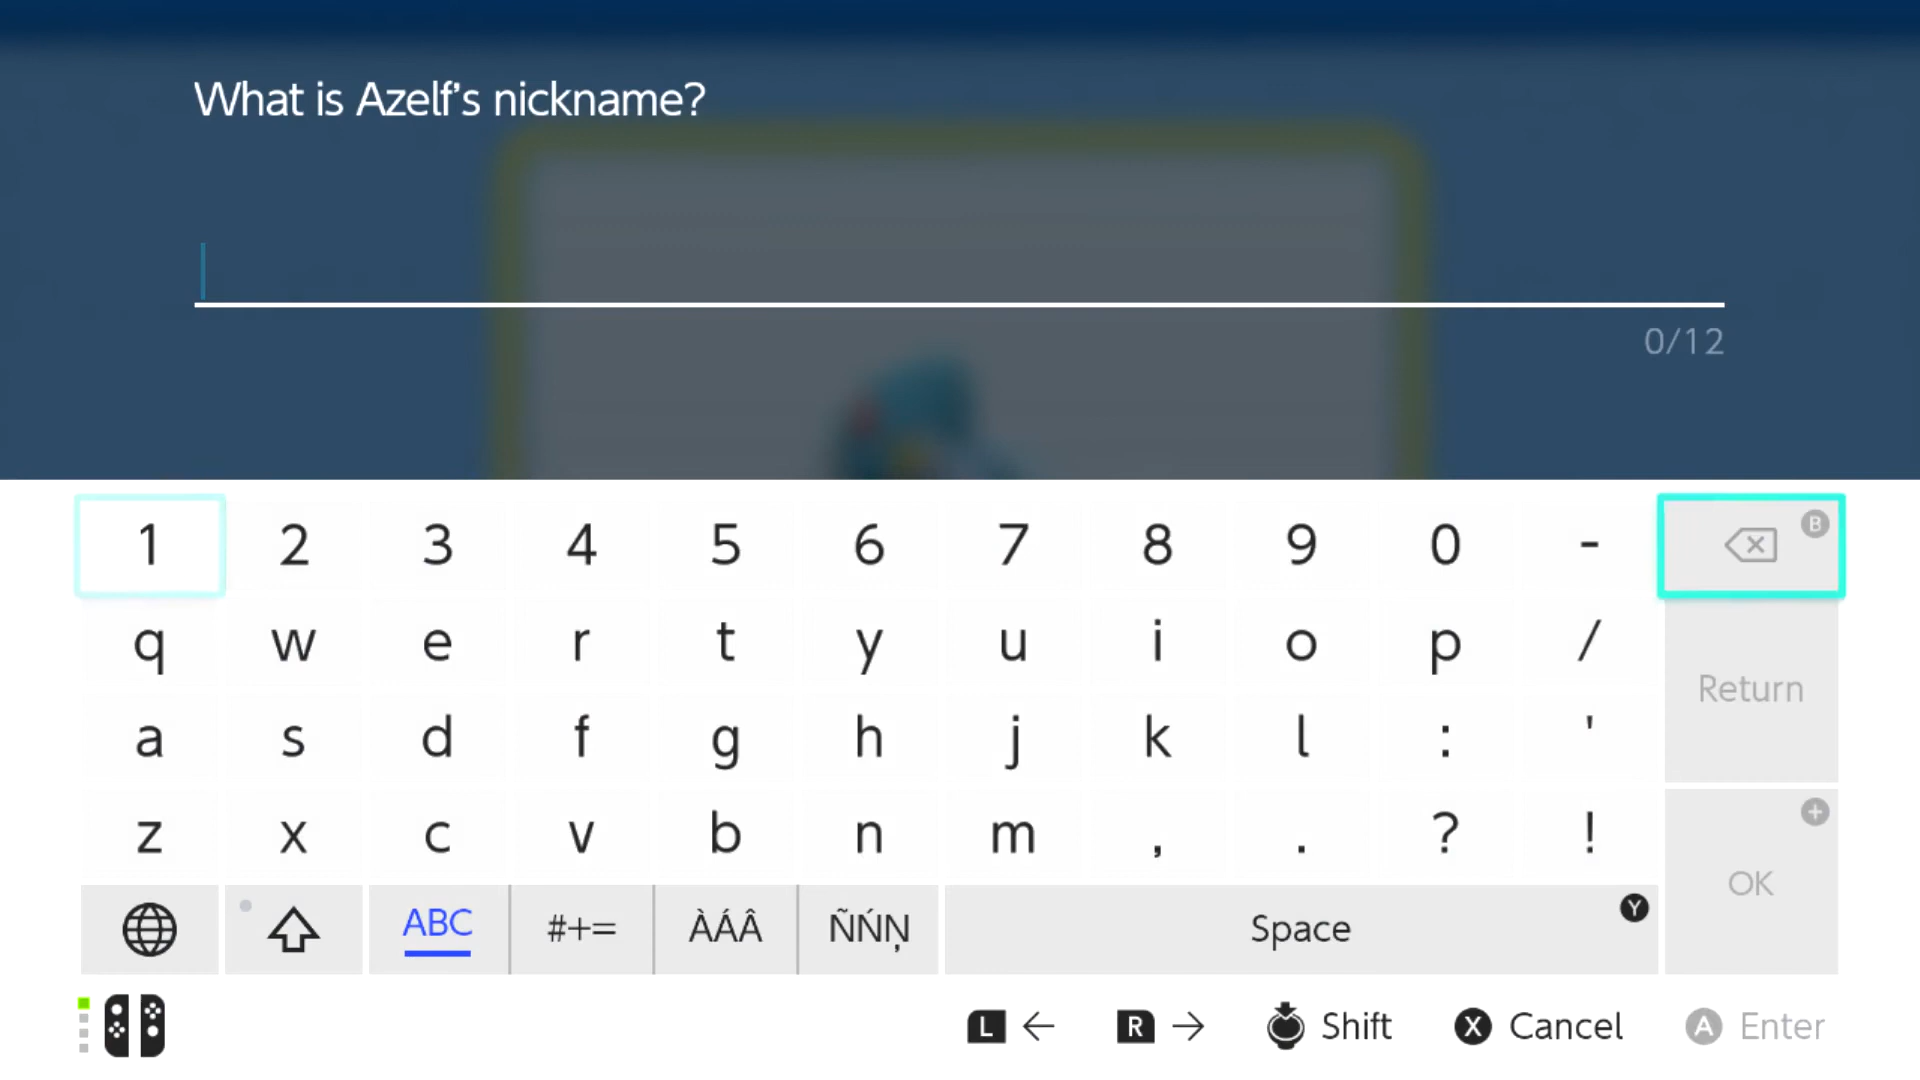 What is Azelf's nickname?
0/12
1 2 3 4 5 6 7 8 9 0 - B
q w e r t y u i o p /
Return
a s d f g h j k l : '
z x c v b n m , . ? ! +
OK
ABC #+= ÀÁÂ ÑŃŅ Space Y
L ← R → Shift X Cancel A Enter